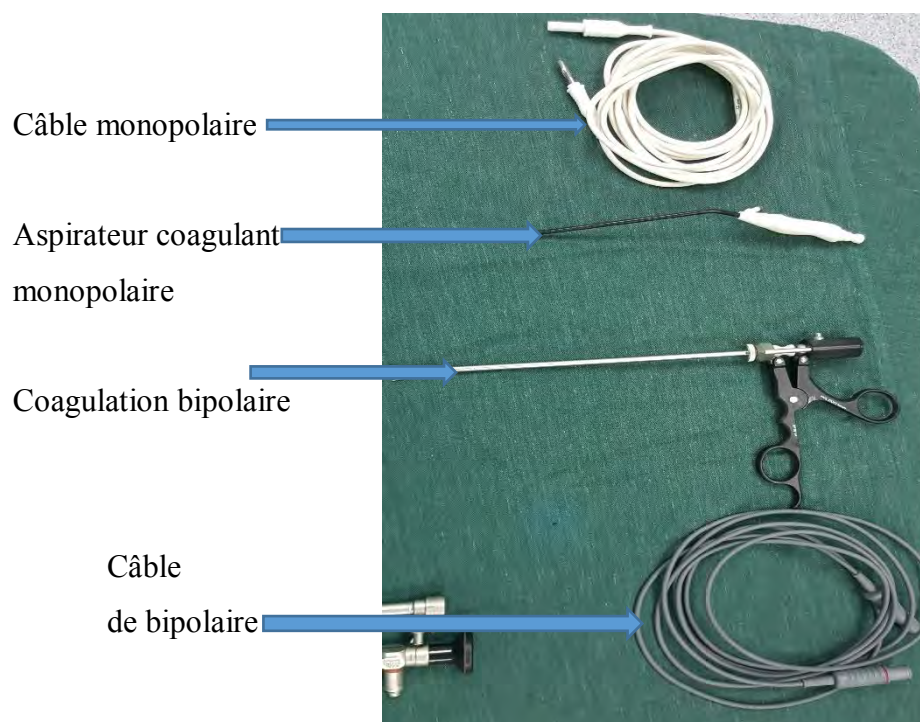 Câble monopolaire
Aspirateur coagulant
monopolaire
Coagulation bipolaire
Câble
de bipolaire